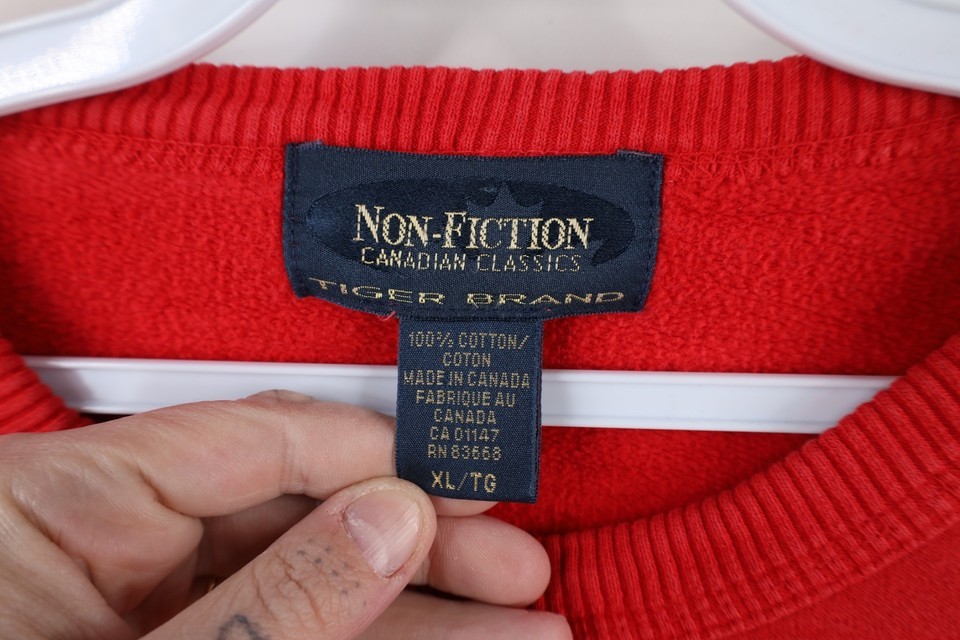 NON-FICTION
CANADIAN CLASSICS
TIGER BRAND
100% COTTON/
COTON
MADE IN CANADA
FABRIQUE AU
CANADA
CA 01147
RN 83668
XL/TG